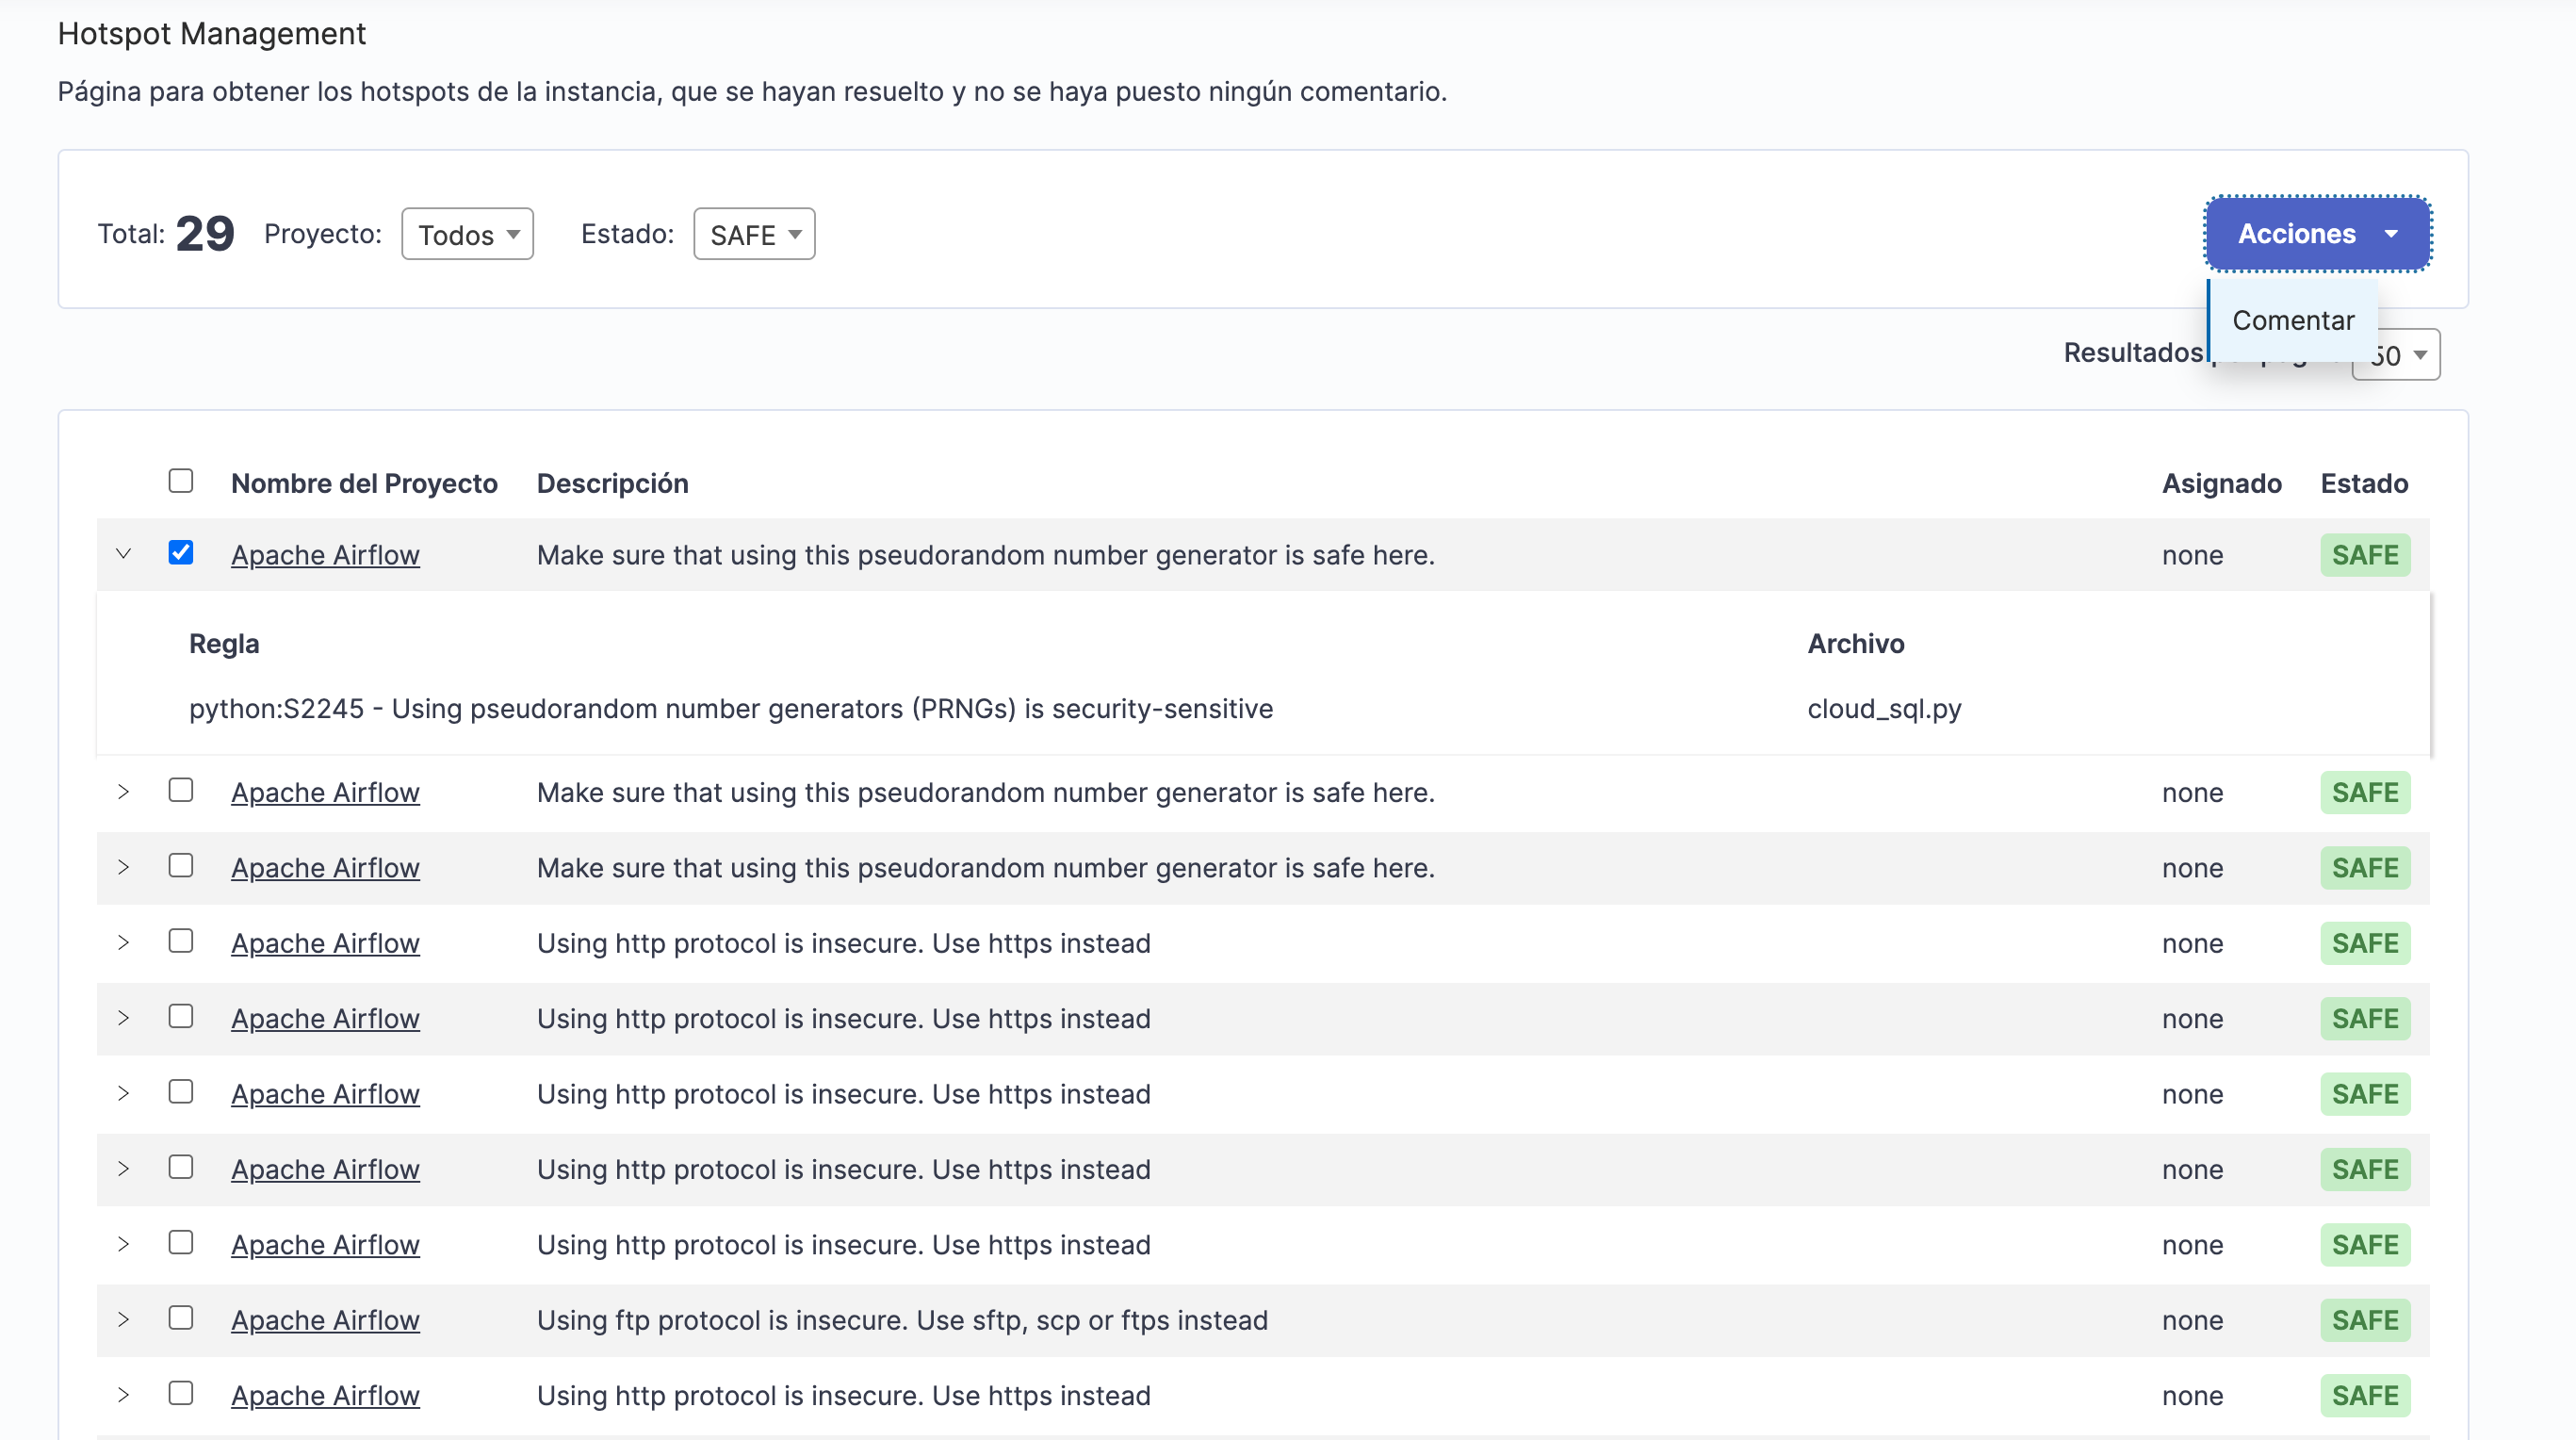 Hotspot Management
Página para obtener los hotspots de la instancia, que se hayan resuelto y no se haya puesto ningún comentario.
Total: 29 Proyecto: Todos Estado: SAFE Acciones
Comentar
Resultados 50
Nombre del Proyecto Descripción Asignado Estado
Apache Airflow Make sure that using this pseudorandom number generator is safe here. none SAFE
Regla Archivo
python:S2245 - Using pseudorandom number generators (PRNGs) is security-sensitive cloud_sql.py
Apache Airflow Make sure that using this pseudorandom number generator is safe here. none SAFE
Apache Airflow Make sure that using this pseudorandom number generator is safe here. none SAFE
Apache Airflow Using http protocol is insecure. Use https instead none SAFE
Apache Airflow Using http protocol is insecure. Use https instead none SAFE
Apache Airflow Using http protocol is insecure. Use https instead none SAFE
Apache Airflow Using http protocol is insecure. Use https instead none SAFE
Apache Airflow Using http protocol is insecure. Use https instead none SAFE
Apache Airflow Using ftp protocol is insecure. Use sftp, scp or ftps instead none SAFE
Apache Airflow Using http protocol is insecure. Use https instead none SAFE